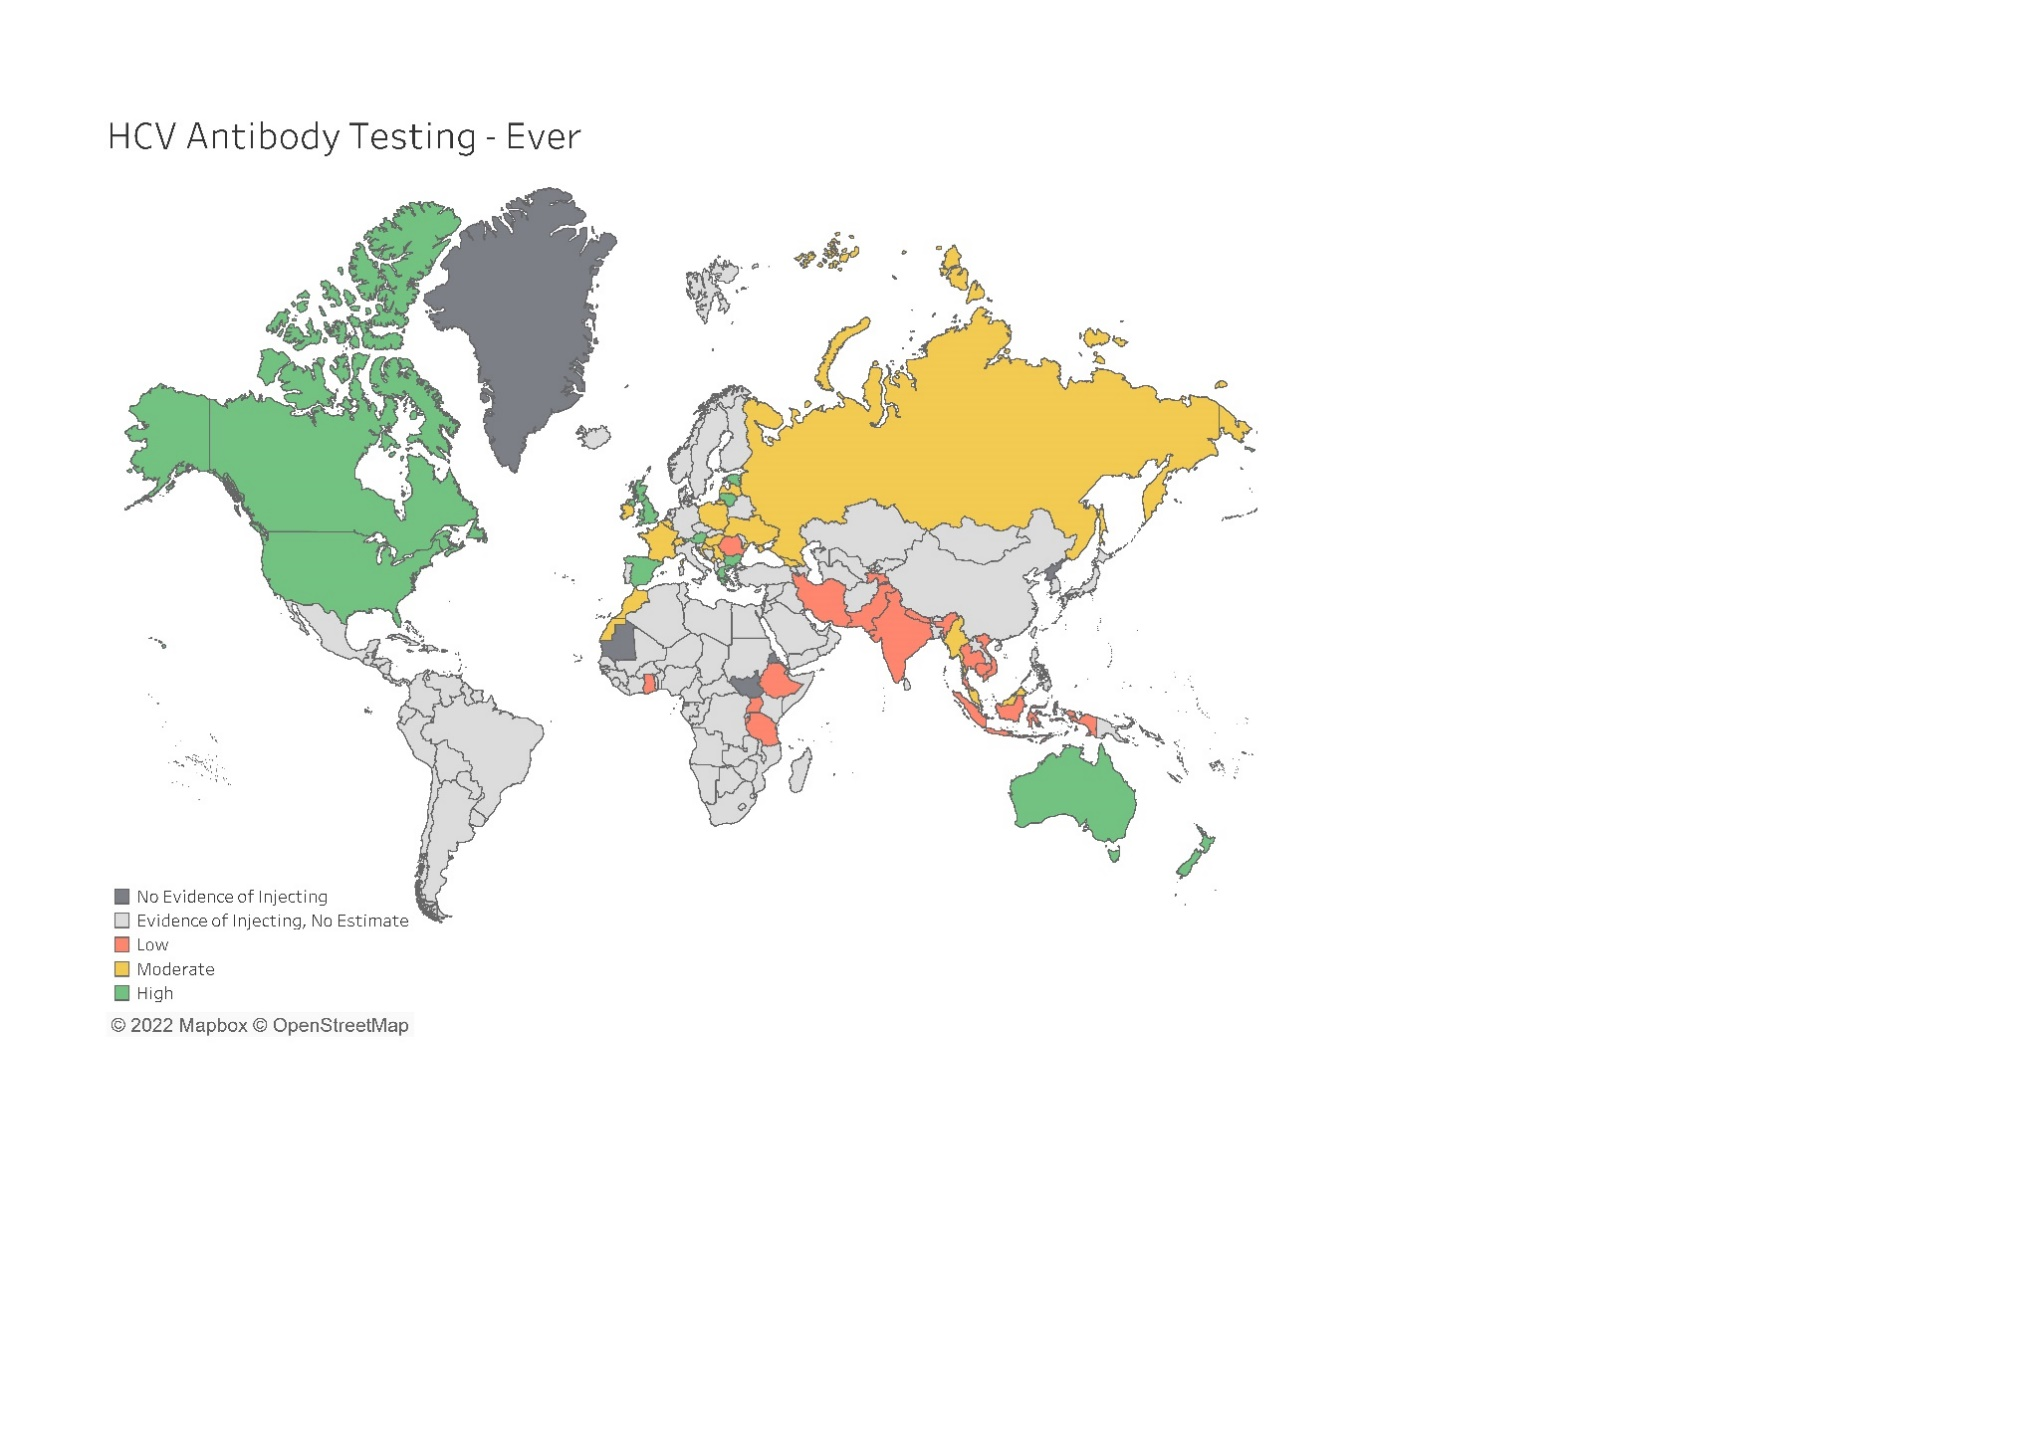 HCV Antibody Testing - Ever
No Evidence of Injecting
Evidence of Injecting, No Estimate
Low
Moderate
High
© 2022 Mapbox © OpenStreetMap